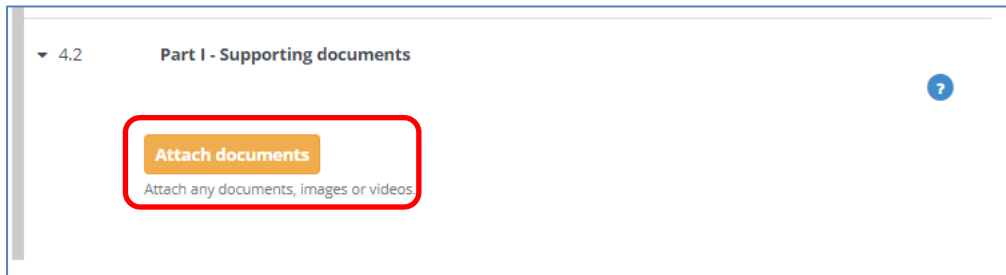 4.2 Part I - Supporting documents
?
Attach documents
Attach any documents, images or videos.